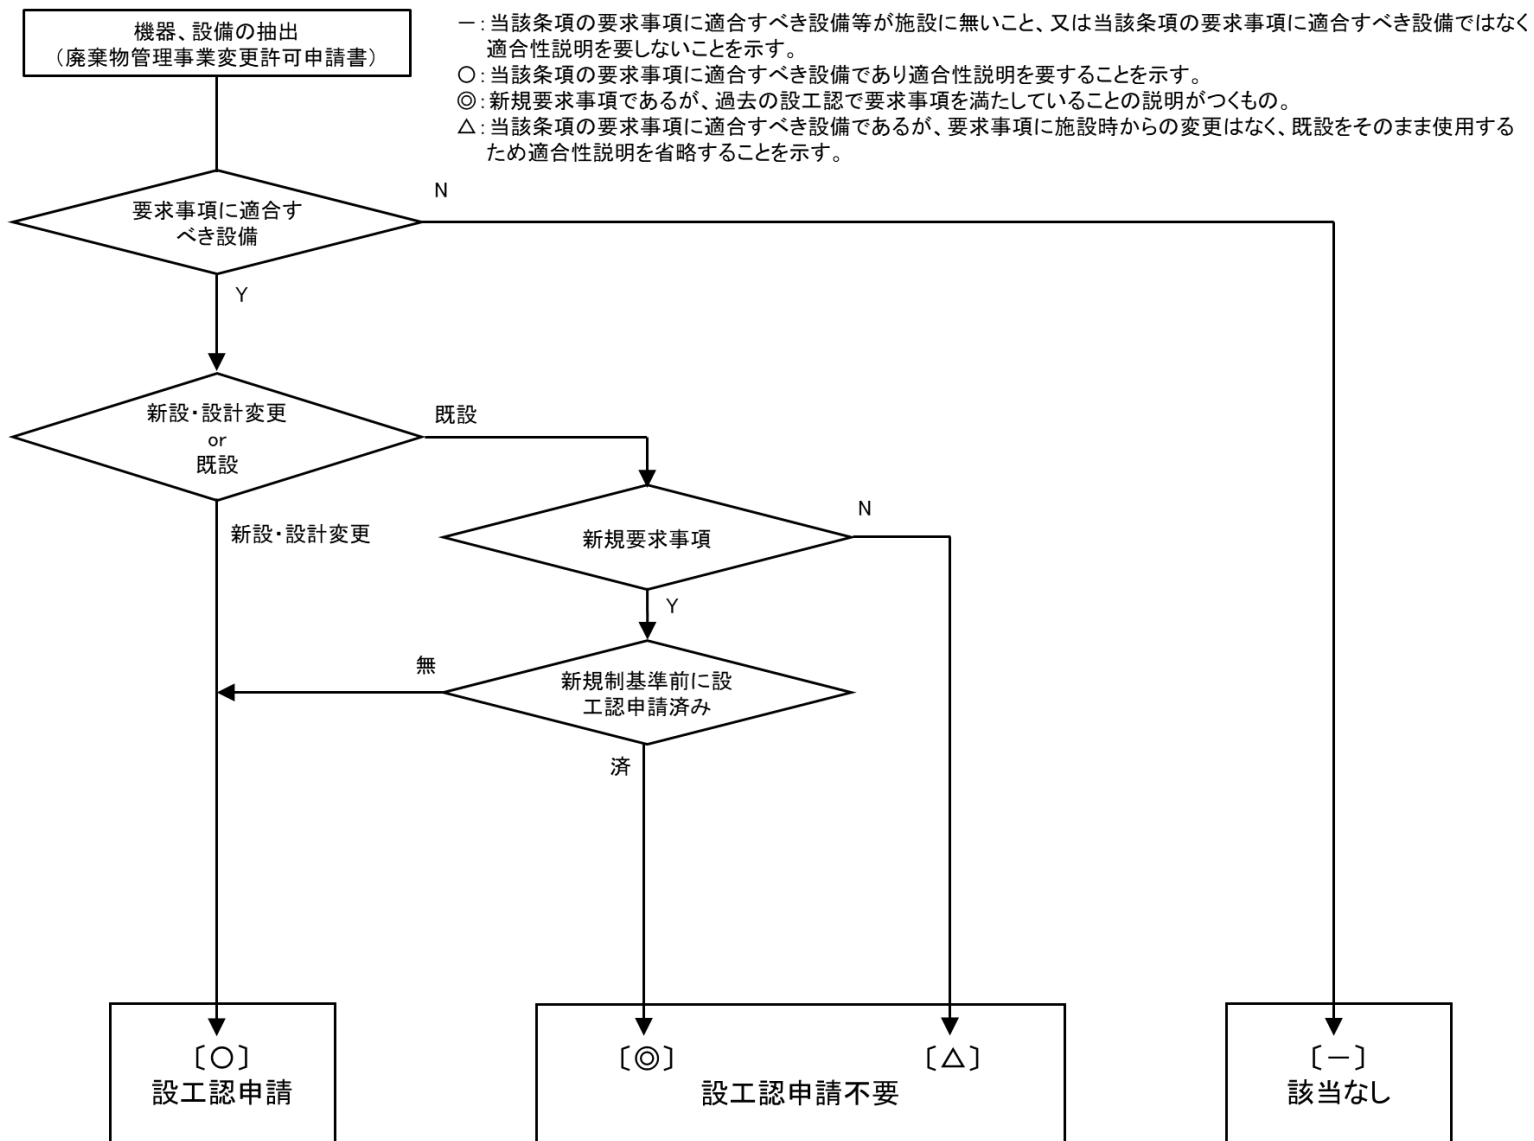 機器、設備の抽出
（廃棄物管理事業変更許可申請書）
－：当該条項の要求事項に適合すべき設備等が施設に無いこと、又は当該条項の要求事項に適合すべき設備ではなく
適合性説明を要しないことを示す。
〇：当該条項の要求事項に適合すべき設備であり適合性説明を要することを示す。
◎：新規要求事項であるが、過去の設工認で要求事項を満たしていることの説明がつくもの。
△：当該条項の要求事項に適合すべき設備であるが、要求事項に施設時からの変更はなく、既設をそのまま使用する
ため適合性説明を省略することを示す。
要求事項に適合す
べき設備
N
Y
新設・設計変更
or
既設
既設
新設・設計変更
新規要求事項
N
Y
新規制基準前に設
工認申請済み
無
済
〔〇〕
設工認申請
〔◎〕
〔△〕
設工認申請不要
〔－〕
該当なし